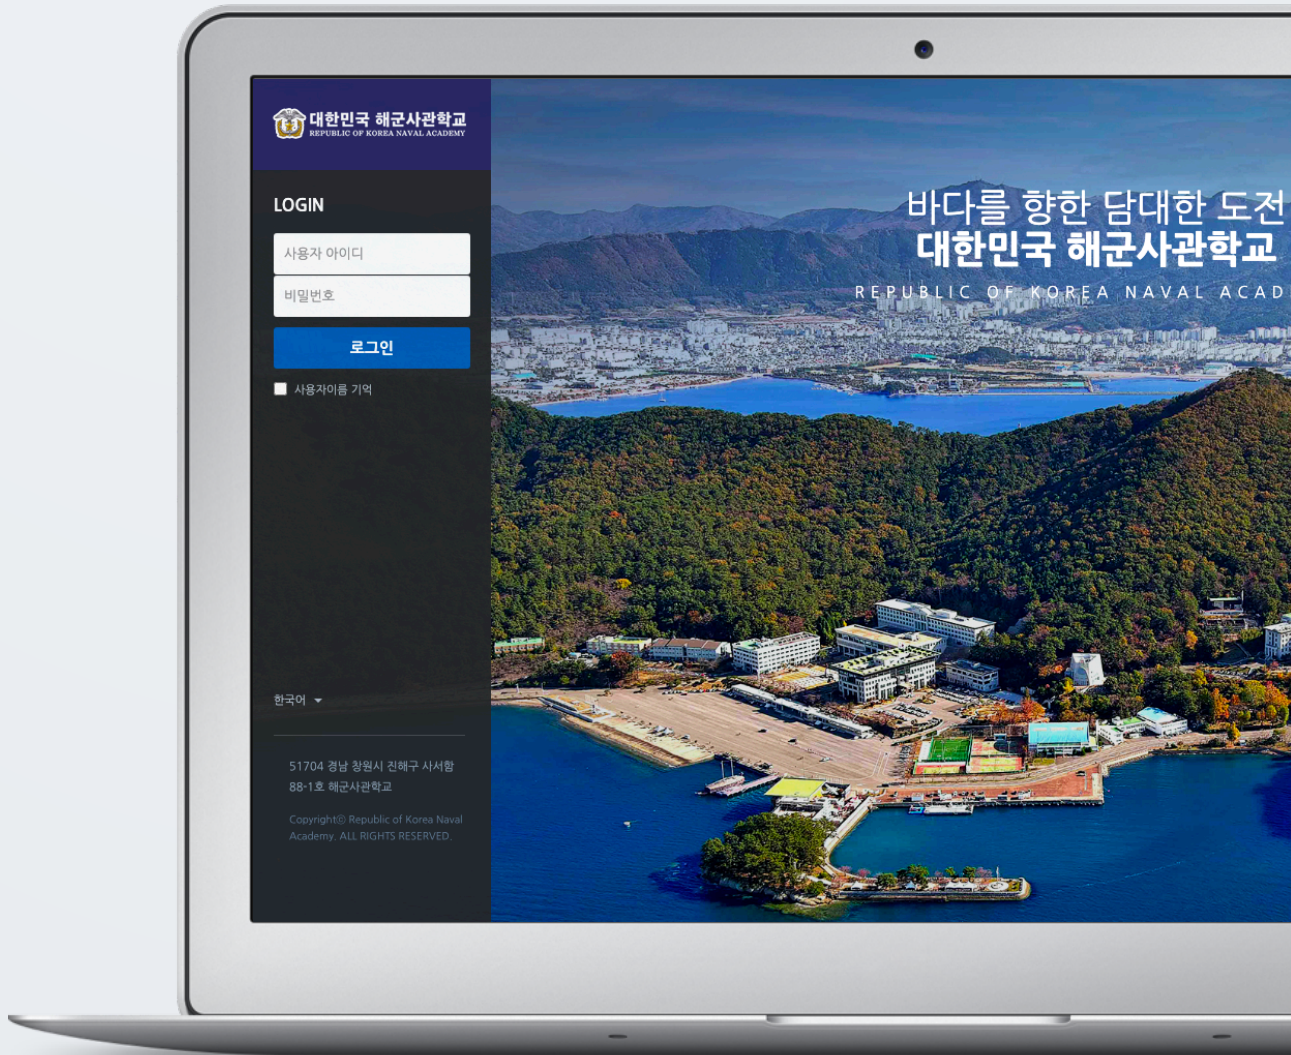 대한민국 해군사관학교
REPUBLIC OF KOREA NAVAL ACADEMY
LOGIN
사용자 아이디
비밀번호
로그인
사용자이름 기억
한국어
51704 경남 창원시 진해구 사서함
88-1호 해군사관학교
Copyrightⓒ Republic of Korea Naval
Academy. ALL RIGHTS RESERVED.
바다를 향한 담대한 도전
대한민국 해군사관학교
REPUBLIC OF KOREA NAVAL ACAD